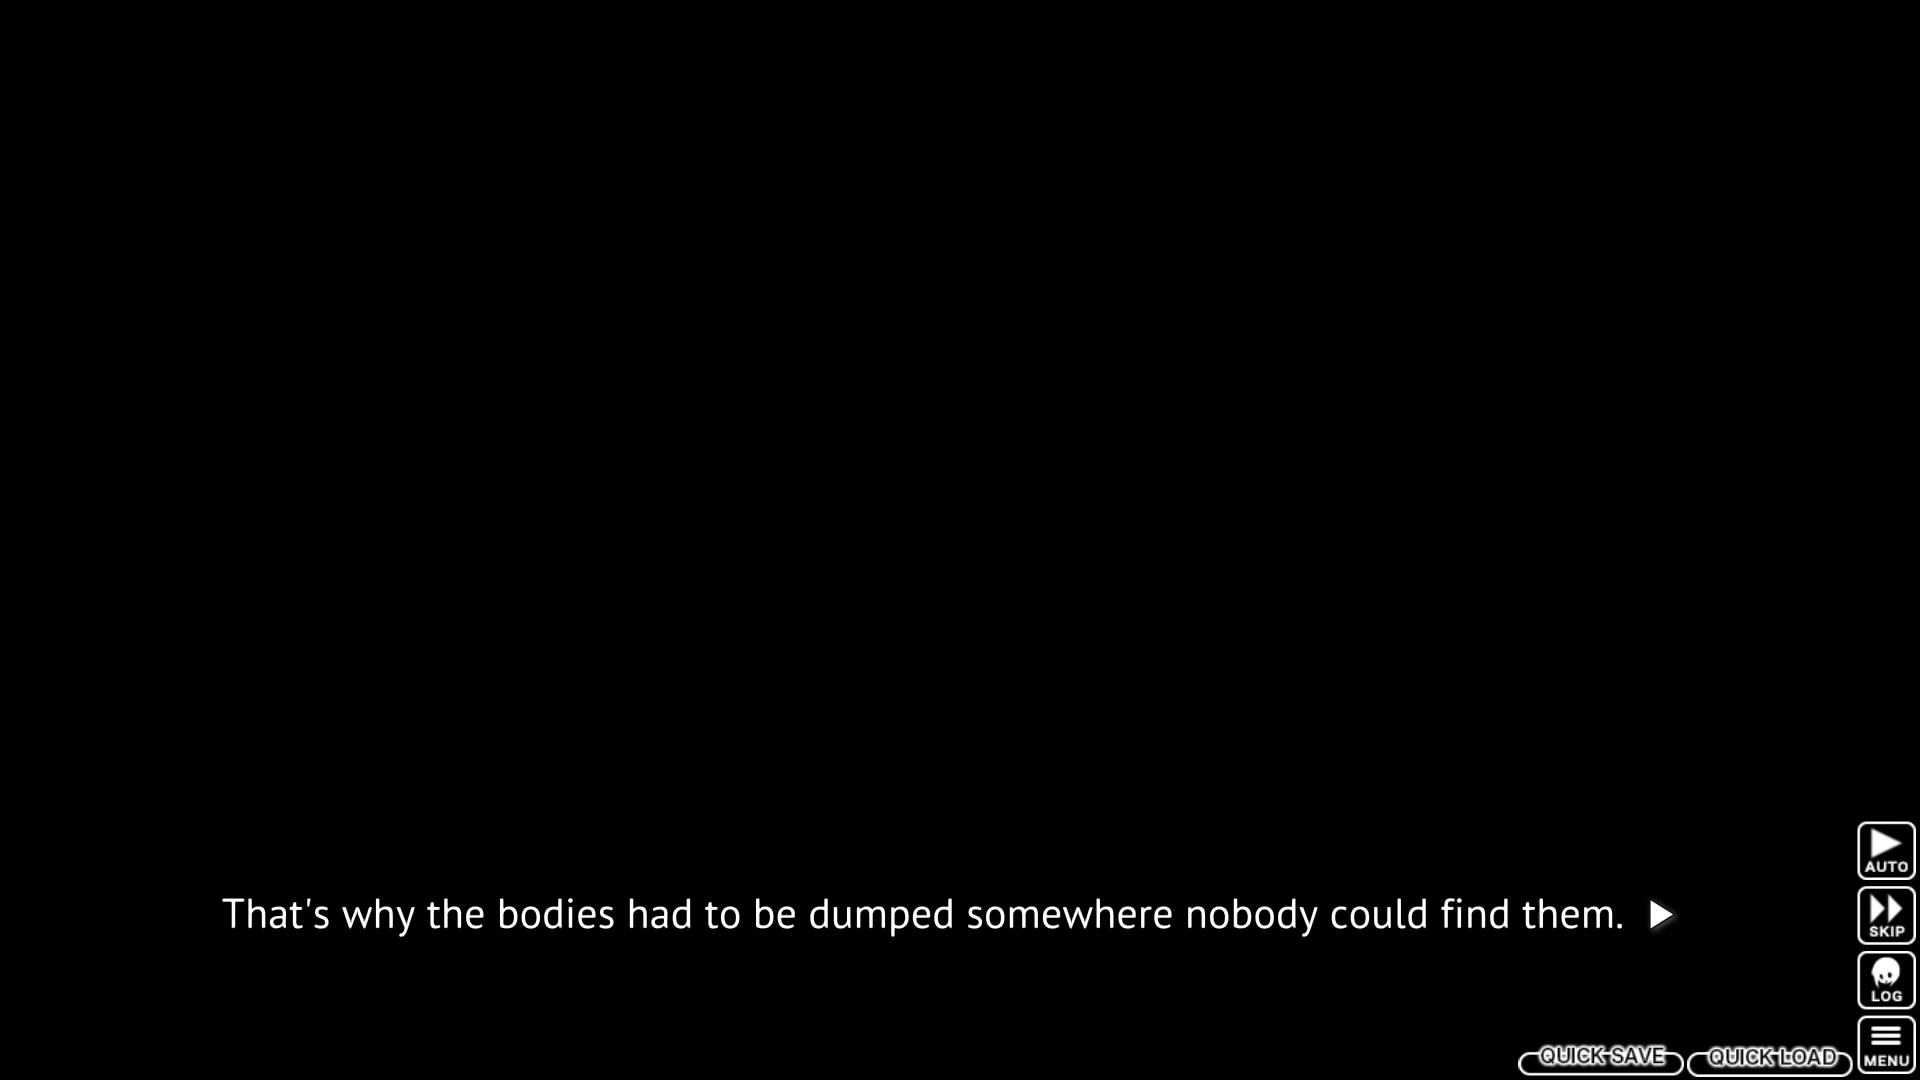 That's why the bodies had to be dumped somewhere nobody could find them.
AUTO
SKIP
LOG
MENU
QUICK SAVE
QUICK LOAD